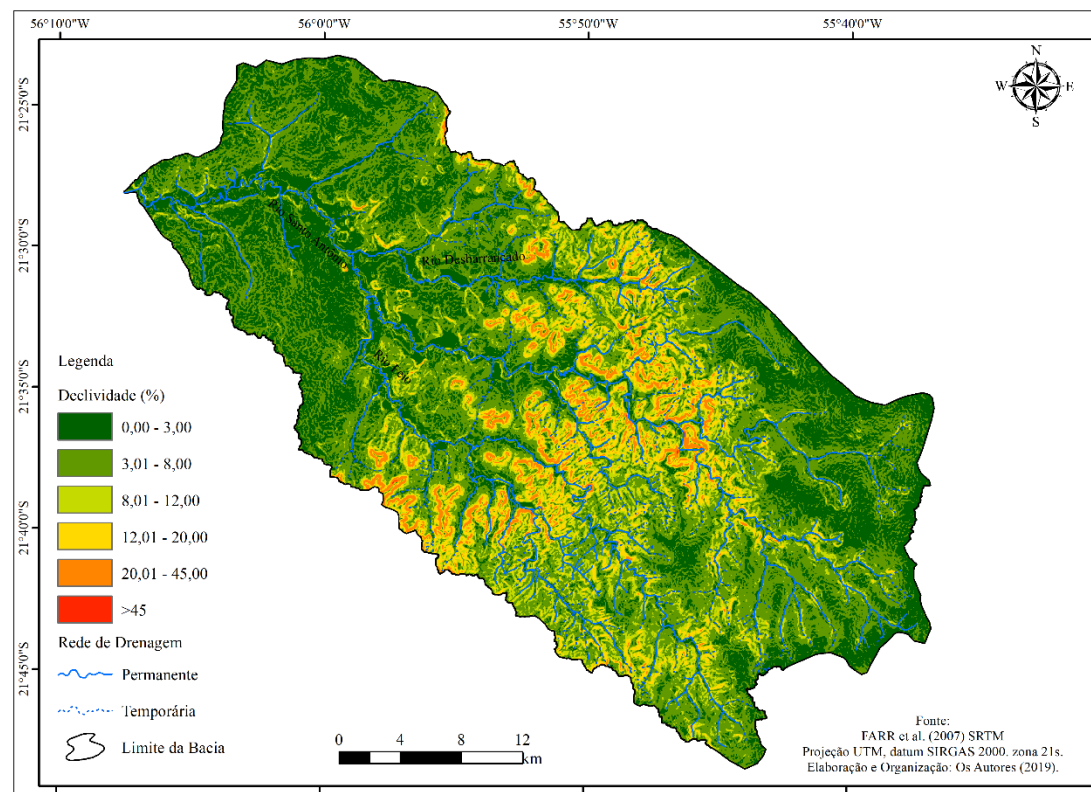 56°10'0"W
56°0'0"W
55°50'0"W
55°40'0"W
21°25'0"S
21°30'0"S
21°35'0"S
21°40'0"S
21°45'0"S
N
W
E
S
Rio Santo Antônio
Rio Desbarrancado
Legenda
Declividade (%)
0,00 - 3,00
3,01 - 8,00
8,01 - 12,00
12,01 - 20,00
20,01 - 45,00
>45
Rede de Drenagem
Permanente
Temporária
Limite da Bacia
0 4 8 12
km
Fonte:
FARR et al. (2007) SRTM
Projeção UTM, datum SIRGAS 2000. zona 21s.
Elaboração e Organização: Os Autores (2019).